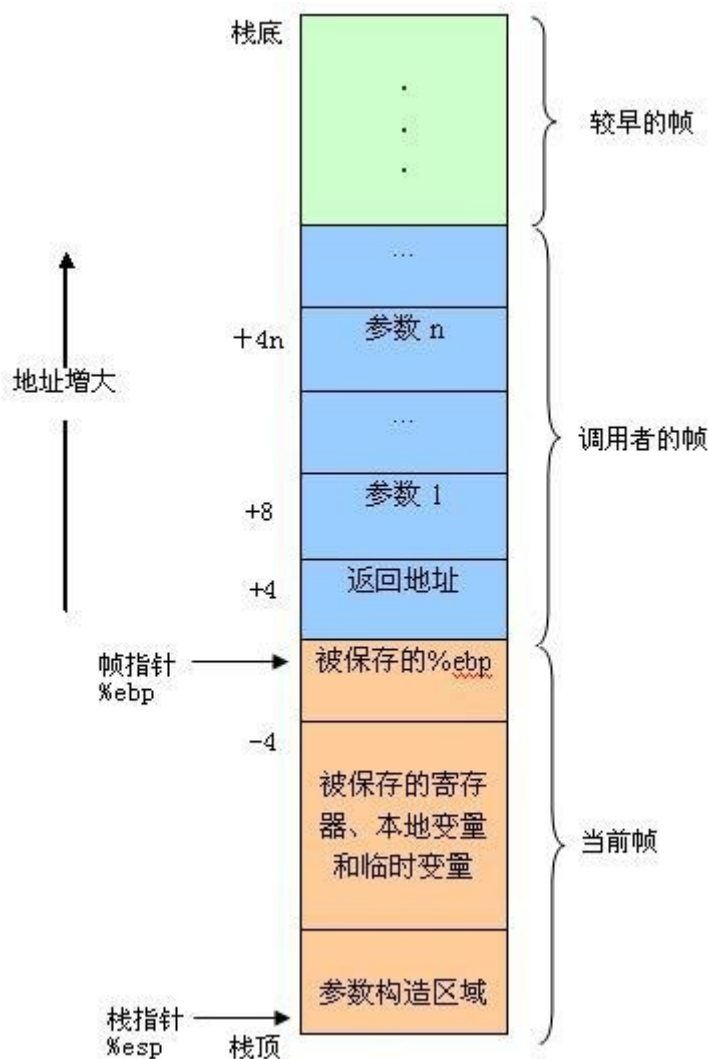 栈底
.
.
.
较早的帧
...
+4n
参数 n
地址增大
...
调用者的帧
+8
参数 1
+4
返回地址
帧指针
%ebp
被保存的%ebp
-4
被保存的寄存
器、本地变量
和临时变量
当前帧
参数构造区域
栈指针
%esp
栈顶